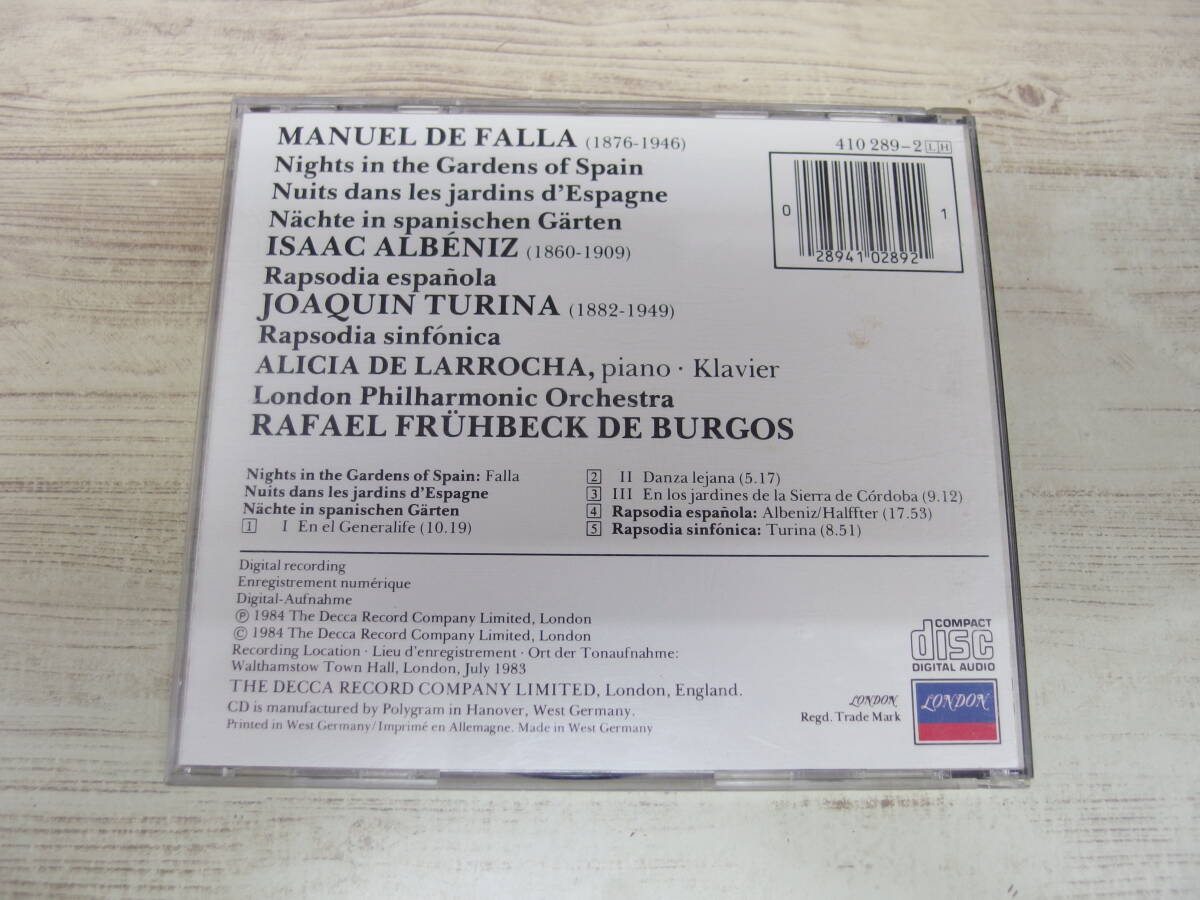 MANUEL DE FALLA (1876-1946)
Nights in the Gardens of Spain
Nuits dans les jardins d'Espagne
Nächte in spanischen Gärten
ISAAC ALBÉNIZ (1860-1909)
Rapsodia española
JOAQUIN TURINA (1882-1949)
Rapsodia sinfónica
ALICIA DE LARROCHA, piano · Klavier
London Philharmonic Orchestra
RAFAEL FRÜHBECK DE BURGOS
410 289-2 LH
0 28941 02892 1
Nights in the Gardens of Spain: Falla
Nuits dans les jardins d'Espagne
Nächte in spanischen Gärten
1 I En el Generalife (10.19)
2 II Danza lejana (5.17)
3 III En los jardines de la Sierra de Córdoba (9.12)
4 Rapsodia española: Albeniz/Halffter (17.53)
5 Rapsodia sinfónica: Turina (8.51)
Digital recording
Enregistrement numérique
Digital-Aufnahme
℗ 1984 The Decca Record Company Limited, London
© 1984 The Decca Record Company Limited, London
Recording Location · Lieu d'enregistrement · Ort der Tonaufnahme:
Walthamstow Town Hall, London, July 1983
THE DECCA RECORD COMPANY LIMITED, London, England.
CD is manufactured by Polygram in Hanover, West Germany.
Printed in West Germany/Imprimé en Allemagne. Made in West Germany
COMPACT
disc
DIGITAL AUDIO
LONDON
Regd. Trade Mark
LONDON